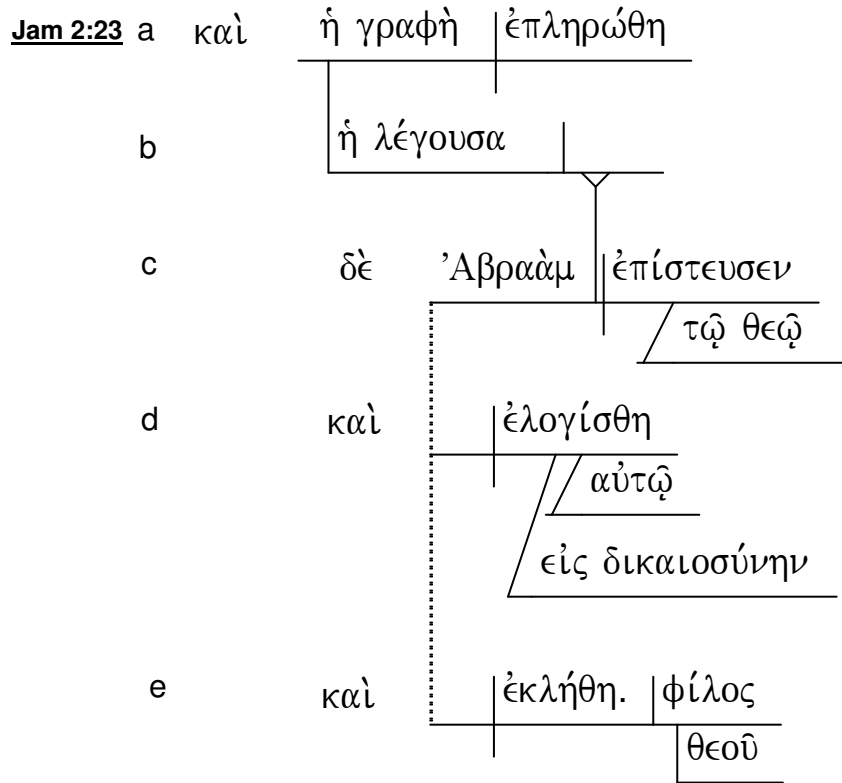 Jam 2:23 a καὶ ἡ γραφὴ ἐπληρώθη
b ἡ λέγουσα
c δὲ Ἀβραὰμ ἐπίστευσεν
τῷ θεῷ
d καὶ ἐλογίσθη
αὐτῷ
εἰς δικαιοσύνην
e καὶ ἐκλήθη. φίλος
θεοῦ